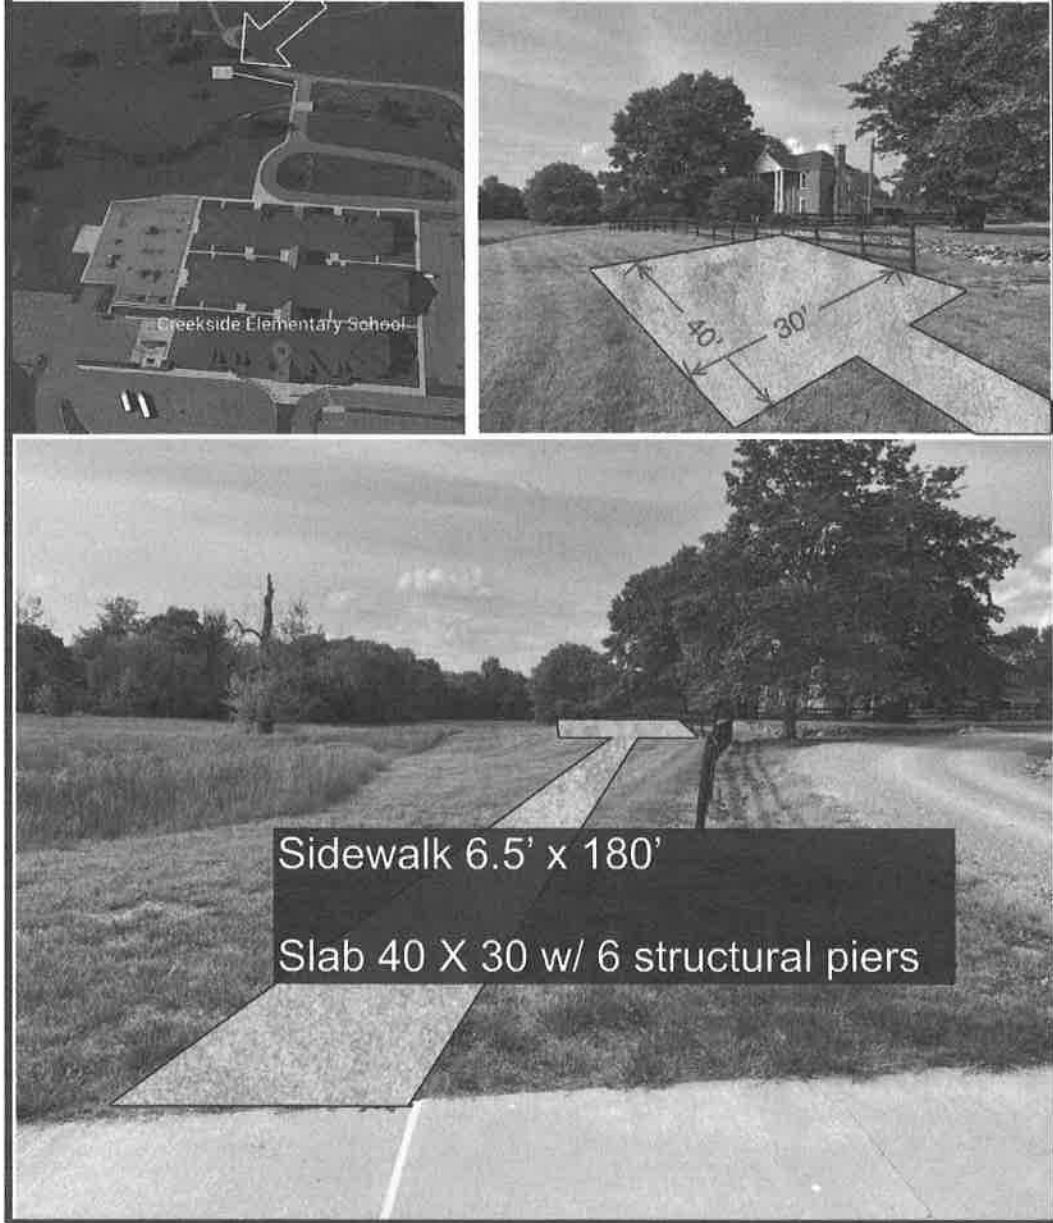 Creekside Elementary School
40'
30'
Sidewalk 6.5' x 180'
Slab 40 X 30 w/ 6 structural piers